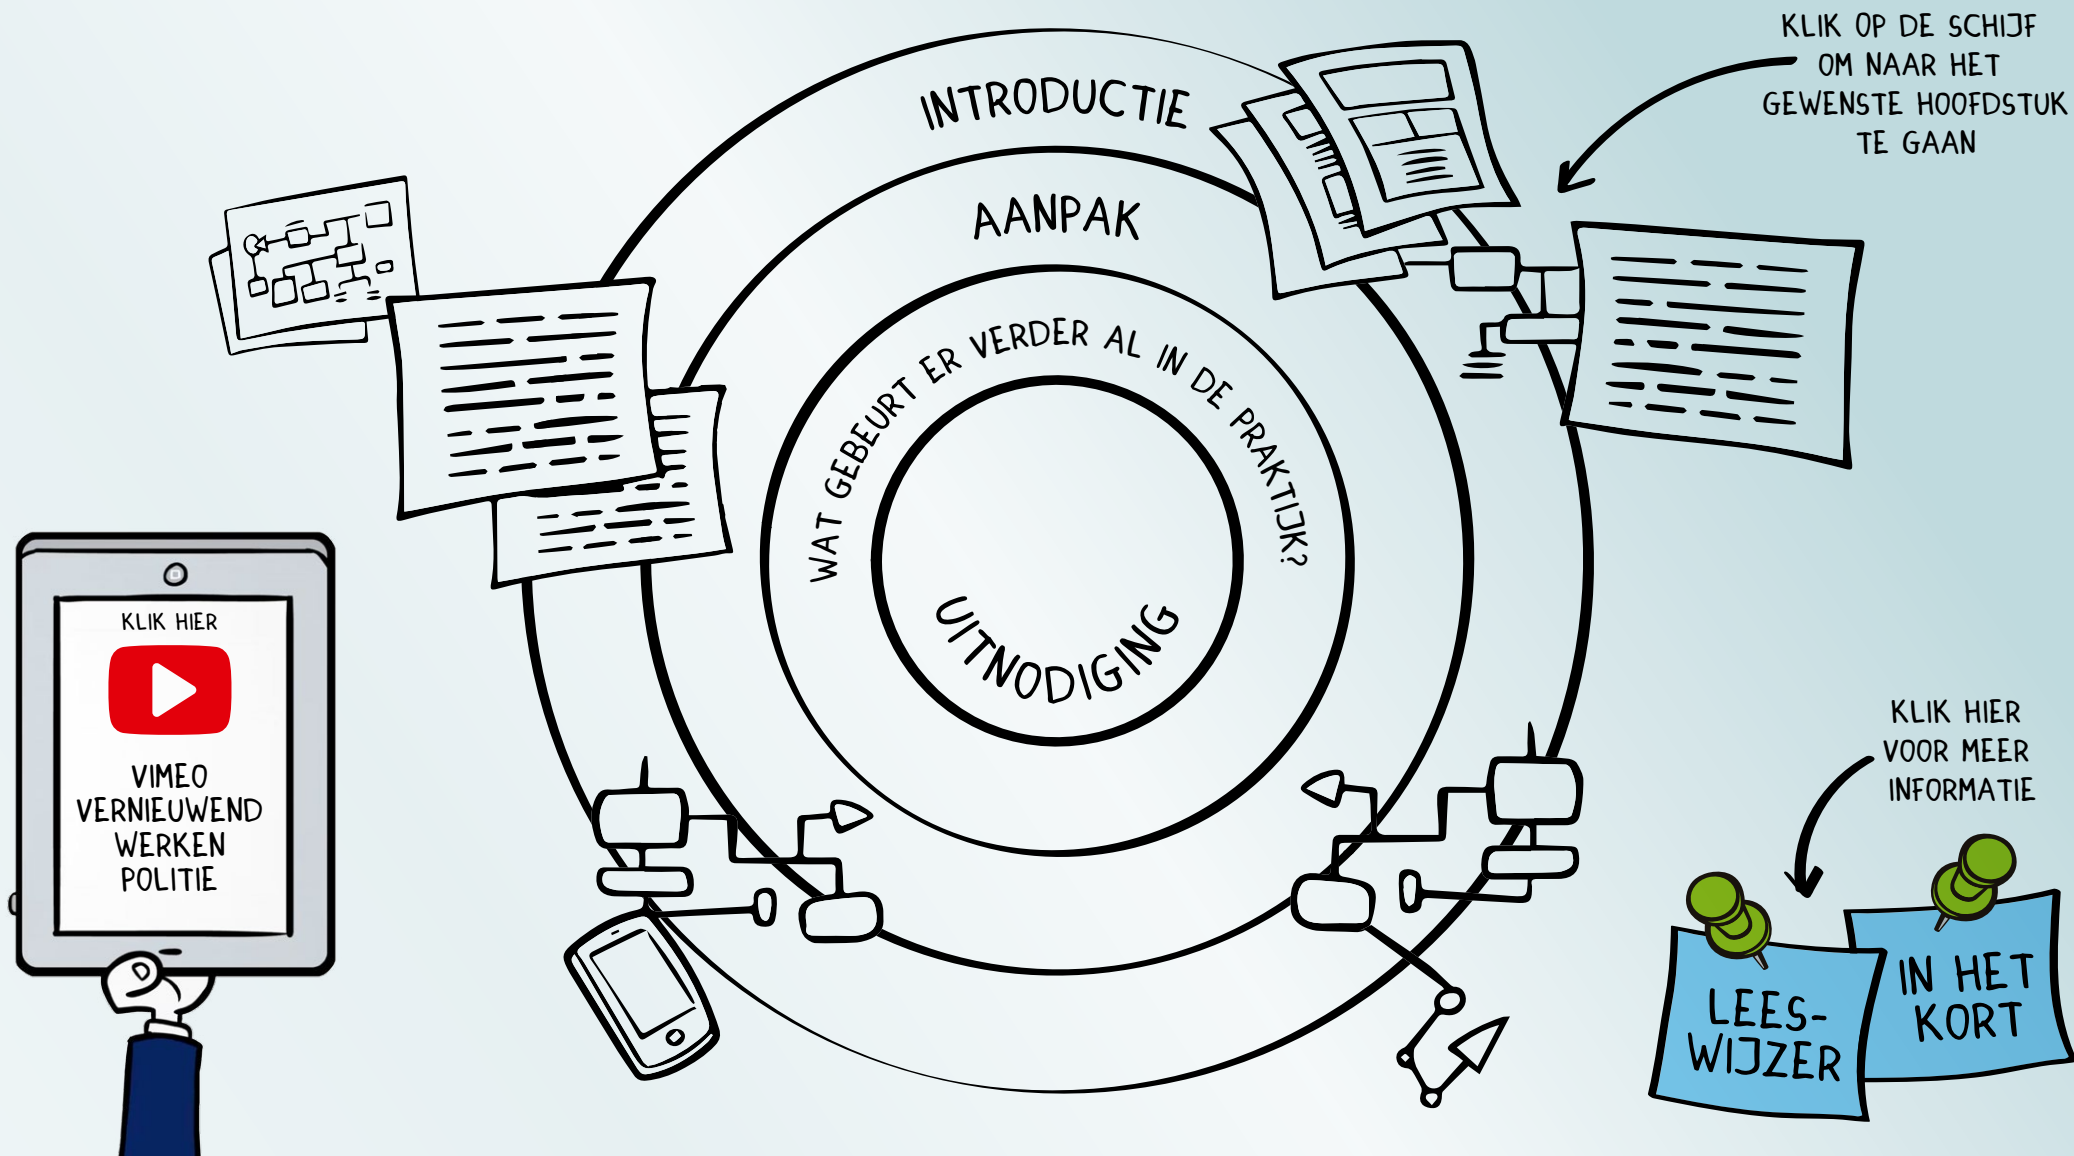 KLIK OP DE SCHIJF
OM NAAR HET
GEWENSTE HOOFDSTUK
TE GAAN
INTRODUCTIE
AANPAK
WAT GEBEURT ER VERDER AL IN DE PRAKTIJK?
UITNODIGING
KLIK HIER
VIMEO
VERNIEUWEND
WERKEN
POLITIE
KLIK HIER
VOOR MEER
INFORMATIE
LEES-
WIJZER
IN HET
KORT